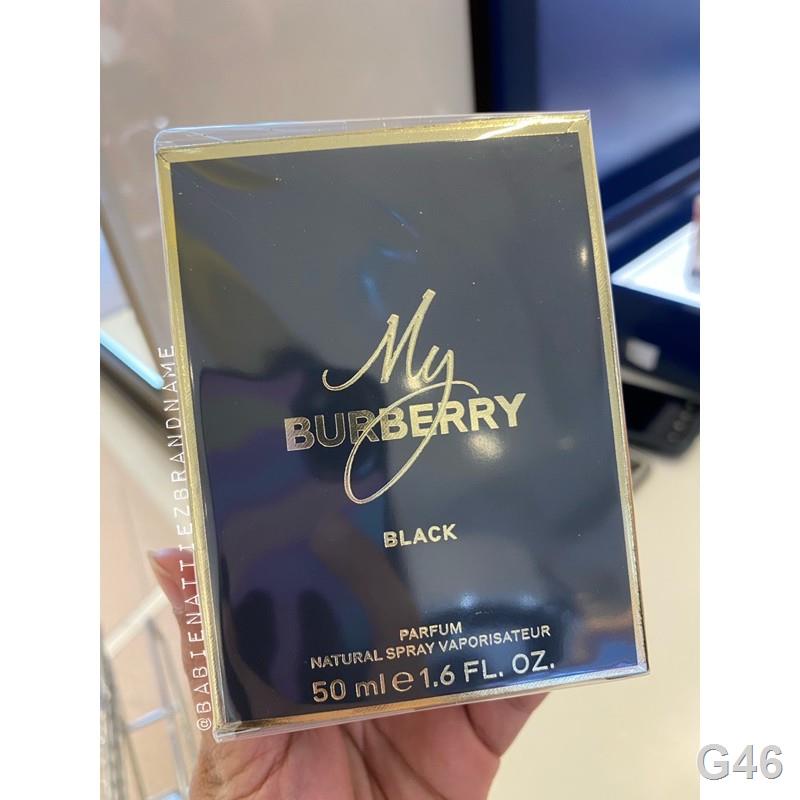 My
BURBERRY
BLACK
PARFUM
NATURAL SPRAY VAPORISATEUR
50 ml e 1.6 FL. OZ.
@BABIENATTIEZBRANDNAME
G46